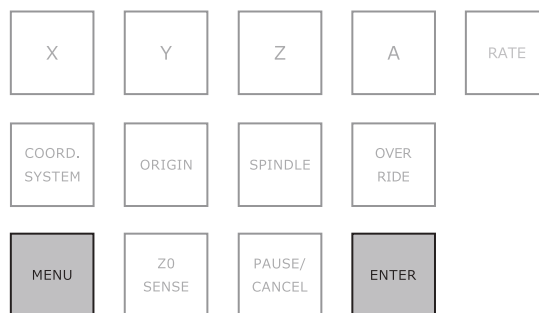 X Y Z A RATE
COORD.
SYSTEM
ORIGIN
SPINDLE
OVER
RIDE
MENU
Z0
SENSE
PAUSE/
CANCEL
ENTER